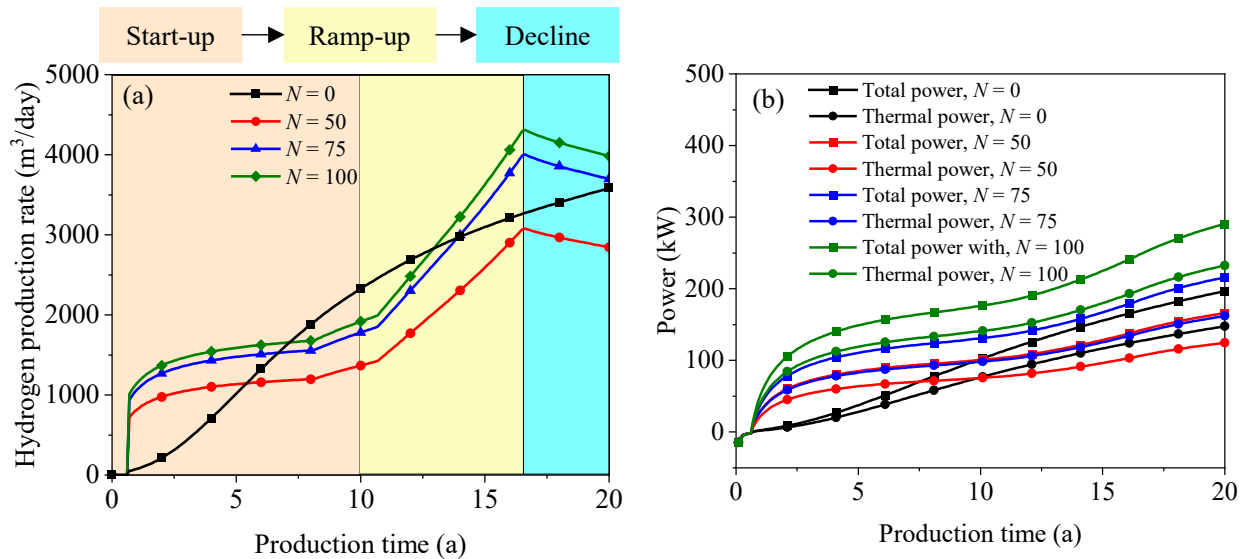 Start-up
Ramp-up
Decline
(a)
N = 0
N = 50
N = 75
N = 100
5000
4000
3000
2000
1000
0
0
5
10
15
20
Hydrogen production rate (m³/day)
Production time (a)
(b)
Total power, N = 0
Thermal power, N = 0
Total power, N = 50
Thermal power, N = 50
Total power, N = 75
Thermal power, N = 75
Total power with, N = 100
Thermal power, N = 100
500
400
300
200
100
0
0
5
10
15
20
Power (kW)
Production time (a)